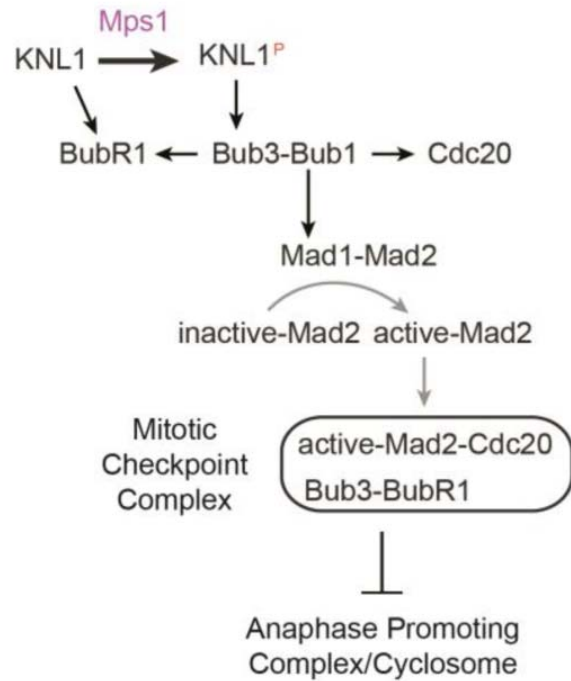 Mps1
KNL1 KNL1P
BubR1 Bub3-Bub1 Cdc20
Mad1-Mad2
inactive-Mad2 active-Mad2
Mitotic
Checkpoint
Complex
active-Mad2-Cdc20
Bub3-BubR1
Anaphase Promoting
Complex/Cyclosome